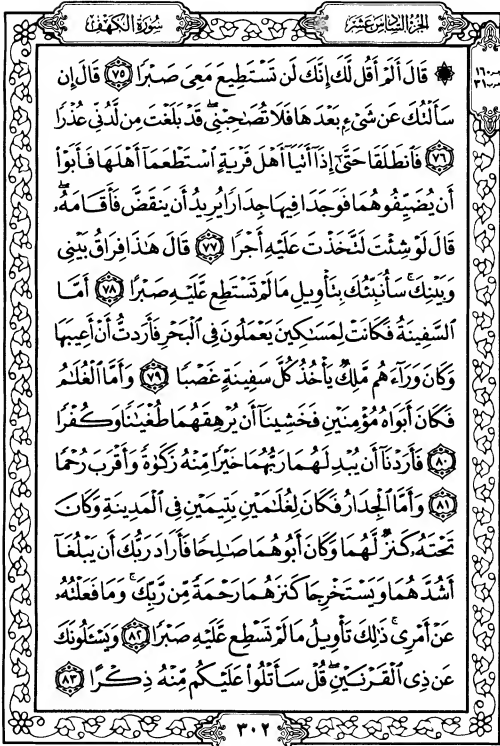 الجزء السادس عشر
سورة الكهف
۞ قَالَ أَلَمْ أَقُل لَّكَ إِنَّكَ لَن تَسْتَطِيعَ مَعِيَ صَبْرًا ٧٥ قَالَ إِن
سَأَلْتُكَ عَن شَىْءٍۭ بَعْدَهَا فَلَا تُصَٰحِبْنِى ۖ قَدْ بَلَغْتَ مِن لَّدُنِّى عُذْرًا
٧٦ فَٱنطَلَقَا حَتَّىٰٓ إِذَآ أَتَيَآ أَهْلَ قَرْيَةٍ ٱسْتَطْعَمَآ أَهْلَهَا فَأَبَوْا۟
أَن يُضَيِّفُوهُمَا فَوَجَدَا فِيهَا جِدَارًا يُرِيدُ أَن يَنقَضَّ فَأَقَامَهُۥ ۖ
قَالَ لَوْ شِئْتَ لَتَّخَذْتَ عَلَيْهِ أَجْرًا ٧٧ قَالَ هَٰذَا فِرَاقُ بَيْنِى
وَبَيْنِكَ ۚ سَأُنَبِّئُكَ بِتَأْوِيلِ مَا لَمْ تَسْتَطِع عَّلَيْهِ صَبْرًا ٧٨ أَمَّا
ٱلسَّفِينَةُ فَكَانَتْ لِمَسَٰكِينَ يَعْمَلُونَ فِى ٱلْبَحْرِ فَأَرَدتُّ أَنْ أَعِيبَهَا
وَكَانَ وَرَآءَهُم مَّلِكٌ يَأْخُذُ كُلَّ سَفِينَةٍ غَصْبًا ٧٩ وَأَمَّا ٱلْغُلَٰمُ
فَكَانَ أَبَوَاهُ مُؤْمِنَيْنِ فَخَشِينَآ أَن يُرْهِقَهُمَا طُغْيَٰنًا وَكُفْرًا
٨٠ فَأَرَدْنَآ أَن يُبْدِلَهُمَا رَبُّهُمَا خَيْرًا مِّنْهُ زَكَوٰةً وَأَقْرَبَ رُحْمًا
٨١ وَأَمَّا ٱلْجِدَارُ فَكَانَ لِغُلَٰمَيْنِ يَتِيمَيْنِ فِى ٱلْمَدِينَةِ وَكَانَ
تَحْتَهُۥ كَنزٌ لَّهُمَا وَكَانَ أَبُوهُمَا صَٰلِحًا فَأَرَادَ رَبُّكَ أَن يَبْلُغَآ
أَشُدَّهُمَا وَيَسْتَخْرِجَا كَنزَهُمَا رَحْمَةً مِّن رَّبِّكَ ۚ وَمَا فَعَلْتُهُۥ
عَنْ أَمْرِى ۚ ذَٰلِكَ تَأْوِيلُ مَا لَمْ تَسْطِع عَّلَيْهِ صَبْرًا ٨٢ وَيَسْـَٔلُونَكَ
عَن ذِى ٱلْقَرْنَيْنِ ۖ قُلْ سَأَتْلُوا۟ عَلَيْكُم مِّنْهُ ذِكْرًا ٨٣
٣٠٢